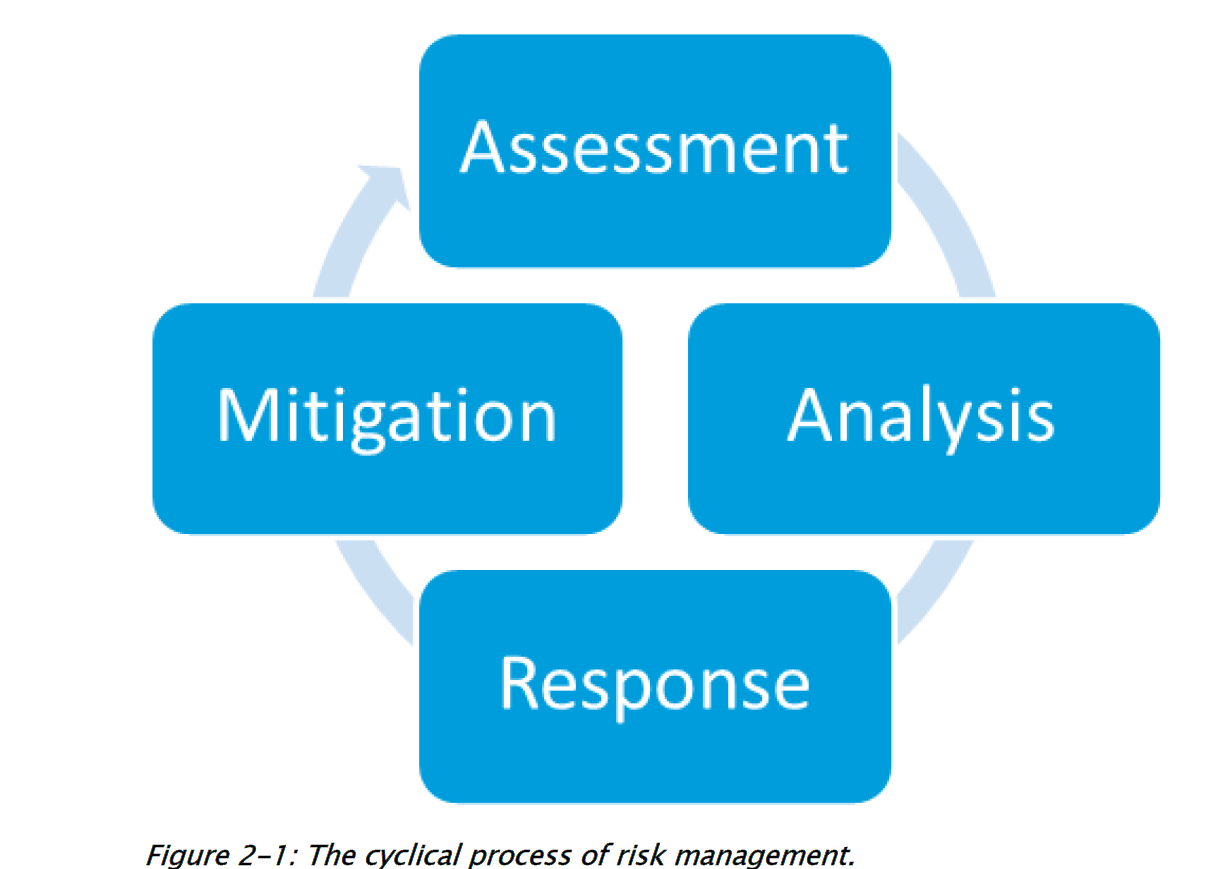 Assessment
Mitigation
Analysis
Response
Figure 2-1: The cyclical process of risk management.